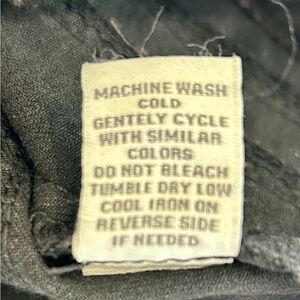 MACHINE WASH
COLD
GENTELY CYCLE
WITH SIMILAR
COLORS
DO NOT BLEACH
TUMBLE DRY LOW
COOL IRON ON
REVERSE SIDE
IF NEEDED